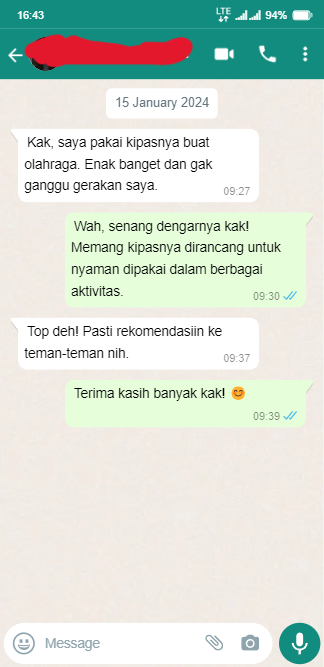 16:43
LTE
94%
15 January 2024
Kak, saya pakai kipasnya buat
olahraga. Enak banget dan gak
ganggu gerakan saya.
09:27
Wah, senang dengarnya kak!
Memang kipasnya dirancang untuk
nyaman dipakai dalam berbagai
aktivitas.
09:30
Top deh! Pasti rekomendasiin ke
teman-teman nih.
09:37
Terima kasih banyak kak! 😊
09:39
Message